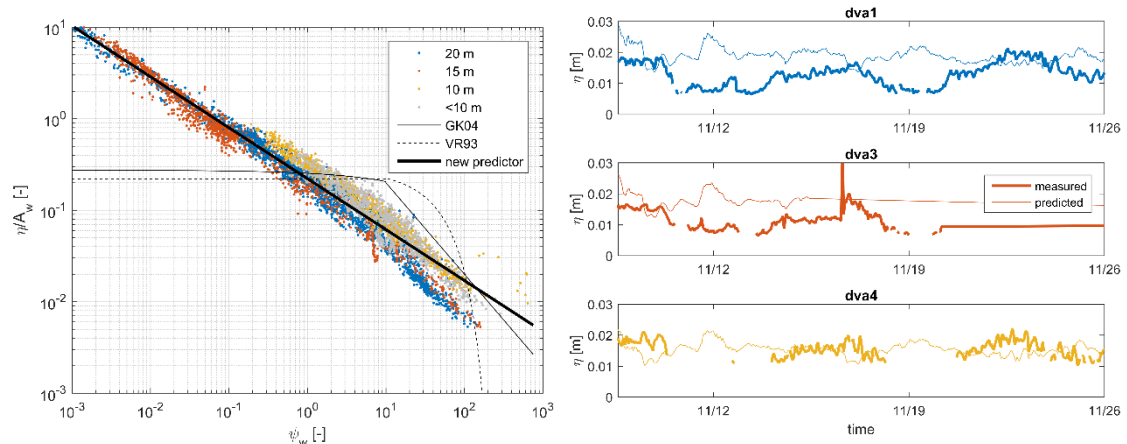 10^1
10^0
10^-1
10^-2
10^-3
η/A_w [-]
10^-3 10^-2 10^-1 10^0 10^1 10^2 10^3
ψ_w [-]
20 m
15 m
10 m
<10 m
GK04
VR93
new predictor
dva1
0.03
0.02
0.01
0
η [m]
11/12 11/19 11/26
dva3
0.03
0.02
0.01
0
η [m]
measured
predicted
11/12 11/19 11/26
dva4
0.03
0.02
0.01
0
η [m]
11/12 11/19 11/26
time